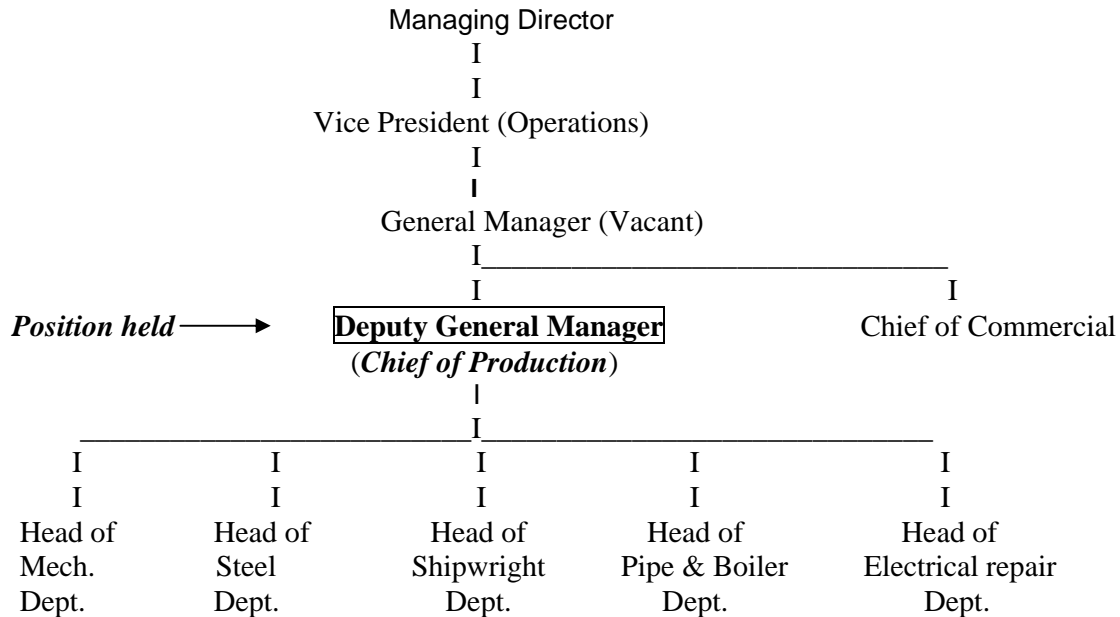 Managing Director
I
I
Vice President (Operations)
I
I
General Manager (Vacant)
I_______________________________
I I
Position held Deputy General Manager Chief of Commercial
(Chief of Production)
I
__________________________I______________________________
I I I I I
I I I I I
Head of Head of Head of Head of Head of
Mech. Steel Shipwright Pipe & Boiler Electrical repair
Dept. Dept. Dept. Dept. Dept.